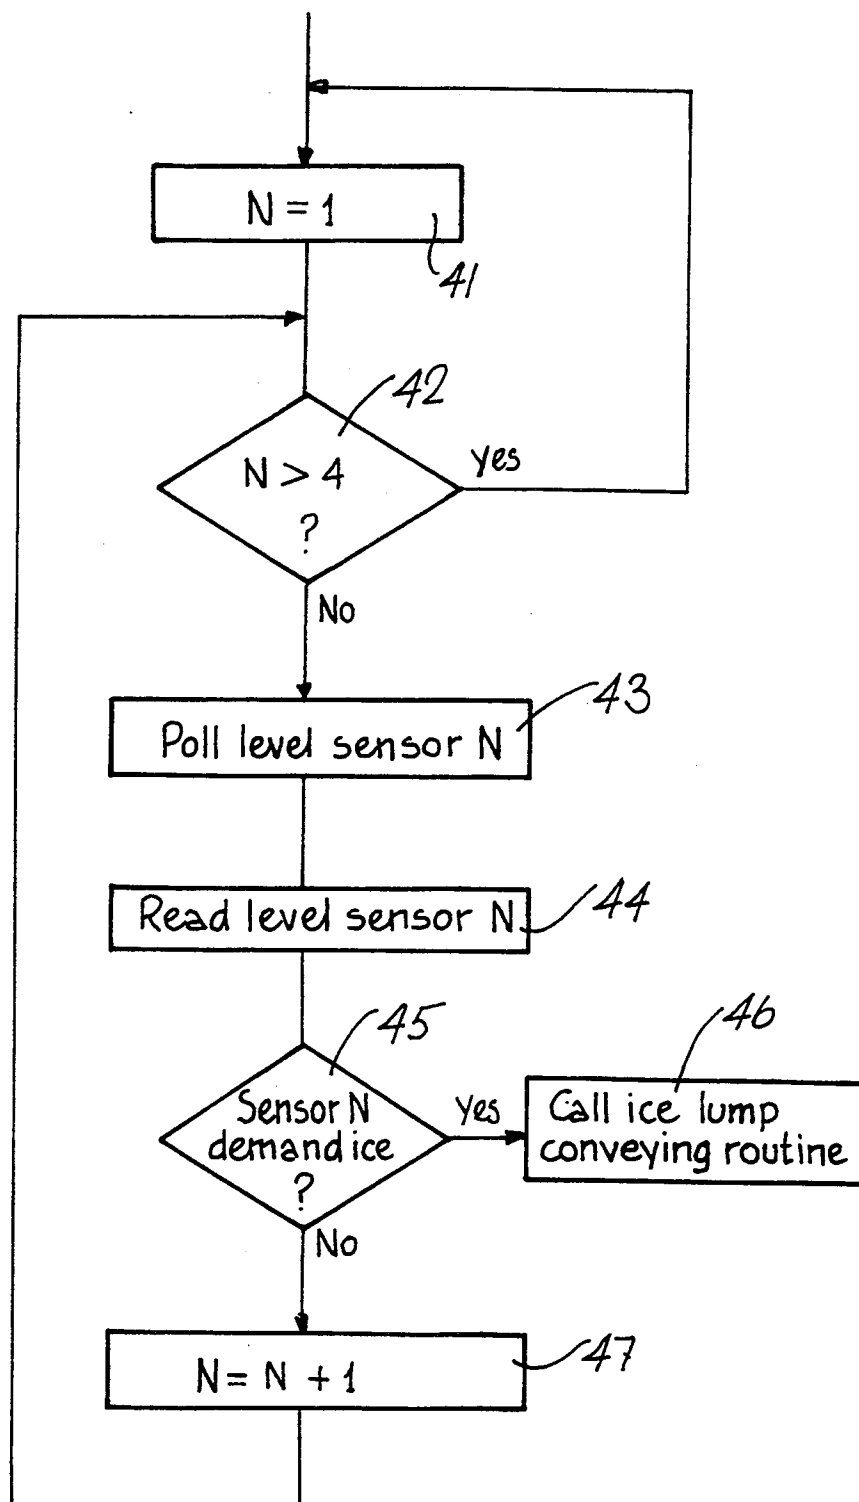 N = 1
41
42
N > 4
?
yes
No
43
Poll level sensor N
44
Read level sensor N
45
Sensor N
demand ice
?
Yes
46
Call ice lump
conveying routine
No
47
N = N + 1